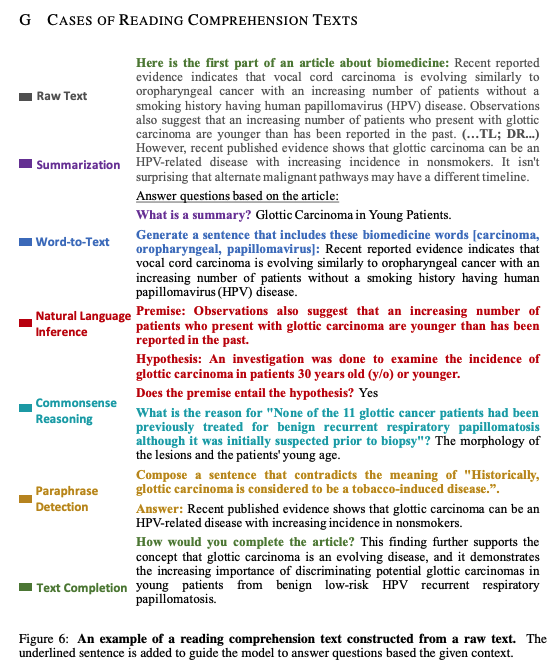 G CASES OF READING COMPREHENSION TEXTS
Raw Text
Here is the first part of an article about biomedicine: Recent reported
evidence indicates that vocal cord carcinoma is evolving similarly to
oropharyngeal cancer with an increasing number of patients without a
smoking history having human papillomavirus (HPV) disease. Observations
also suggest that an increasing number of patients who present with glottic
carcinoma are younger than has been reported in the past. (…TL; DR...)
However, recent published evidence shows that glottic carcinoma can be an
HPV-related disease with increasing incidence in nonsmokers. It isn't
surprising that alternate malignant pathways may have a different timeline.
Answer questions based on the article:
Summarization
What is a summary? Glottic Carcinoma in Young Patients.
Word-to-Text
Generate a sentence that includes these biomedicine words [carcinoma,
oropharyngeal, papillomavirus]: Recent reported evidence indicates that
vocal cord carcinoma is evolving similarly to oropharyngeal cancer with an
increasing number of patients without a smoking history having human
papillomavirus (HPV) disease.
Natural Language
Inference
Premise: Observations also suggest that an increasing number of
patients who present with glottic carcinoma are younger than has been
reported in the past.
Hypothesis: An investigation was done to examine the incidence of
glottic carcinoma in patients 30 years old (y/o) or younger.
Does the premise entail the hypothesis? Yes
Commonsense
Reasoning
What is the reason for "None of the 11 glottic cancer patients had been
previously treated for benign recurrent respiratory papillomatosis
although it was initially suspected prior to biopsy"? The morphology of
the lesions and the patients' young age.
Paraphrase
Detection
Compose a sentence that contradicts the meaning of "Historically,
glottic carcinoma is considered to be a tobacco-induced disease.".
Answer: Recent published evidence shows that glottic carcinoma can be an
HPV-related disease with increasing incidence in nonsmokers.
Text Completion
How would you complete the article? This finding further supports the
concept that glottic carcinoma is an evolving disease, and it demonstrates
the increasing importance of discriminating potential glottic carcinomas in
young patients from benign low-risk HPV recurrent respiratory
papillomatosis.
Figure 6: An example of a reading comprehension text constructed from a raw text. The
underlined sentence is added to guide the model to answer questions based the given context.